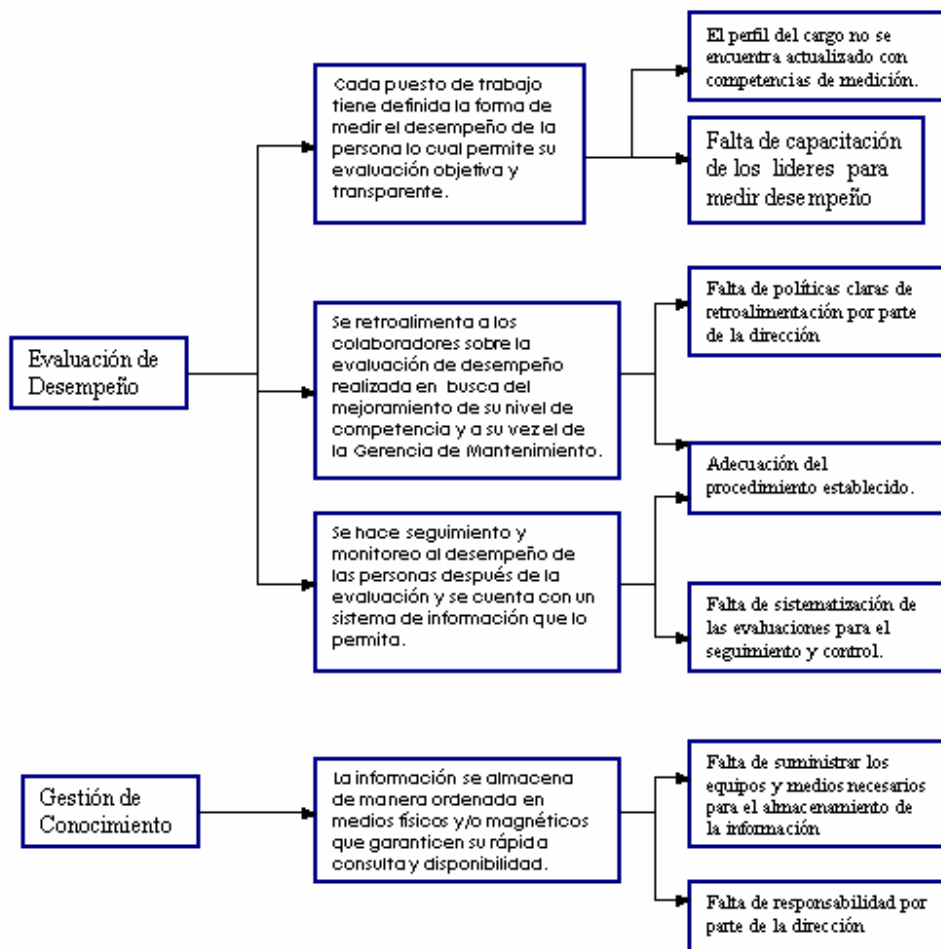 Evaluación de
Desempeño
Cada puesto de trabajo
tiene definida la forma de
medir el desempeño de la
persona lo cual permite su
evaluación objetiva y
transparente.
El perfil del cargo no se
encuentra actualizado con
competencias de medición.
Falta de capacitación
de los lideres para
medir desempeño
Se retroalimenta a los
colaboradores sobre la
evaluación de desempeño
realizada en busca del
mejoramiento de su nivel de
competencia y a su vez el de
la Gerencia de Mantenimiento.
Falta de políticas claras de
retroalimentación por parte
de la dirección
Adecuación del
procedimiento establecido.
Se hace seguimiento y
monitoreo al desempeño de
las personas después de la
evaluación y se cuenta con un
sistema de información que lo
permita.
Falta de sistematización de
las evaluaciones para el
seguimiento y control.
Gestión de
Conocimiento
La información se almacena
de manera ordenada en
medios físicos y/o magnéticos
que garanticen su rápida
consulta y disponibilidad.
Falta de suministrar los
equipos y medios necesarios
para el almacenamiento de
la información
Falta de responsabilidad por
parte de la dirección